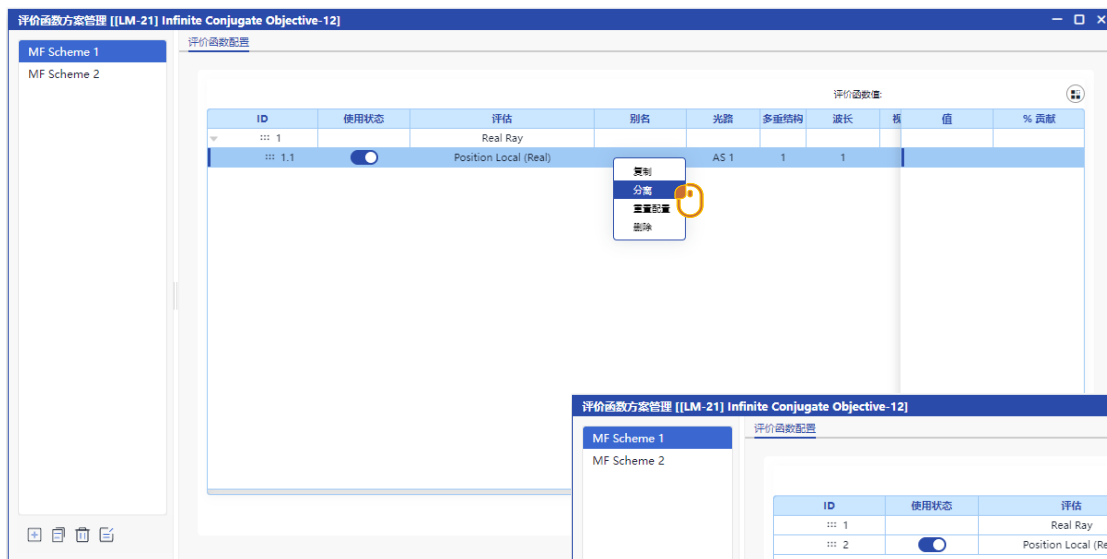 评价函数方案管理 [[LM-21] Infinite Conjugate Objective-12]
MF Scheme 1
MF Scheme 2
评价函数配置
评价函数值:
ID 使用状态 评估 别名 光路 多重结构 波长 视 值 % 贡献
1 Real Ray
1.1 Position Local (Real) AS 1 1 1
复制
分离
重置配置
删除
评价函数方案管理 [[LM-21] Infinite Conjugate Objective-12]
MF Scheme 1
MF Scheme 2
评价函数配置
ID 使用状态 评估
1 Real Ray
2 Position Local (Re